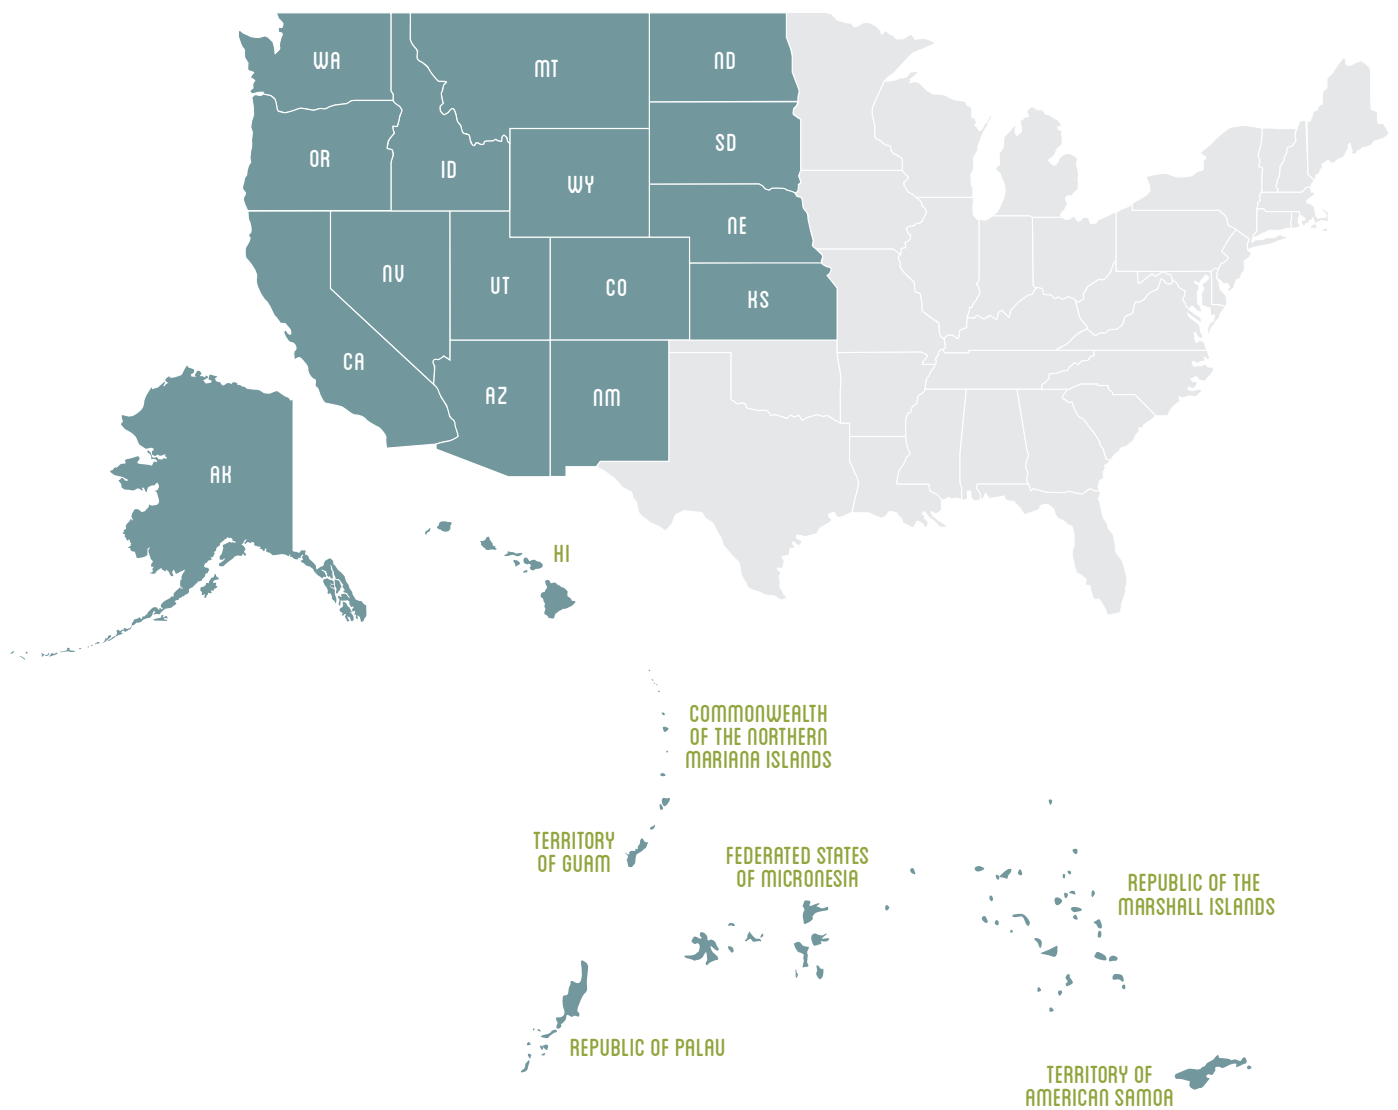 WA
MT
ND
OR
ID
WY
SD
NE
NV
UT
CO
KS
CA
AZ
NM
AK
HI
COMMONWEALTH
OF THE NORTHERN
MARIANA ISLANDS
TERRITORY
OF GUAM
FEDERATED STATES
OF MICRONESIA
REPUBLIC OF THE
MARSHALL ISLANDS
REPUBLIC OF PALAU
TERRITORY OF
AMERICAN SAMOA